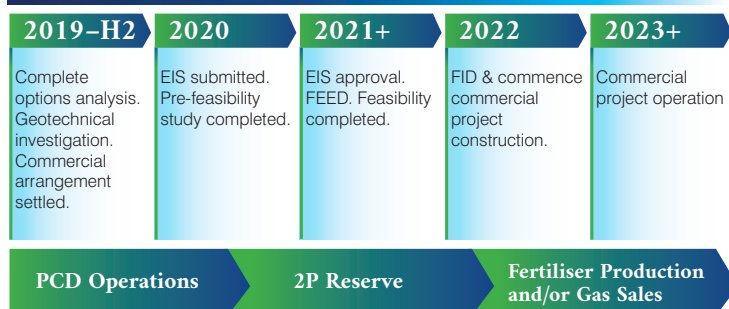 2019–H2
Complete
options analysis.
Geotechnical
investigation.
Commercial
arrangement
settled.
2020
EIS submitted.
Pre-feasibility
study completed.
2021+
EIS approval.
FEED. Feasibility
completed.
2022
FID & commence
commercial
project
construction.
2023+
Commercial
project operation
PCD Operations
2P Reserve
Fertiliser Production
and/or Gas Sales